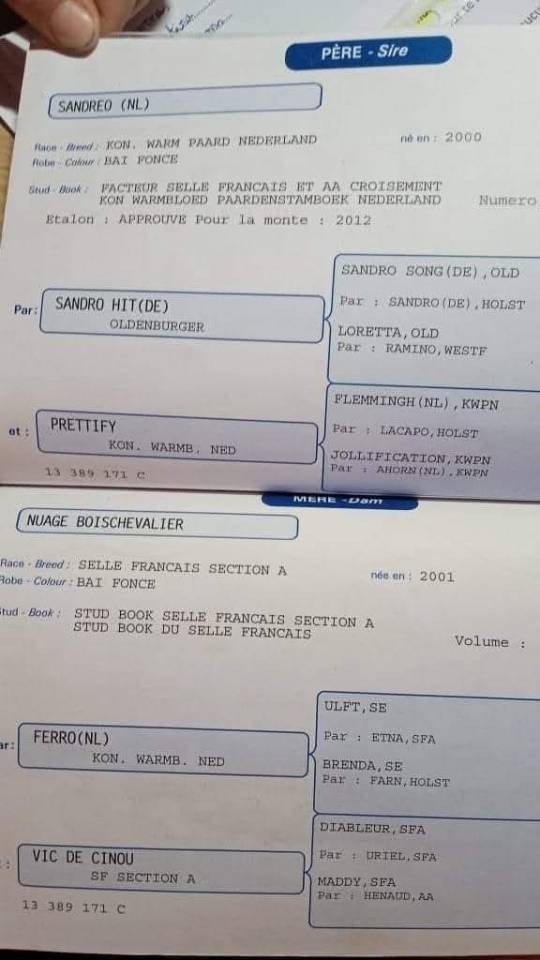 PÈRE - Sire
SANDREO (NL)
Race - Breed : KON. WARM PAARD NEDERLAND né en : 2000
Robe - Colour : BAI FONCE
Stud - Book : FACTEUR SELLE FRANCAIS ET AA CROISEMENT
KON WARMBLOED PAARDENSTAMBOEK NEDERLAND Numero
Etalon : APPROUVE Pour la monte : 2012
SANDRO SONG(DE),OLD
Par : SANDRO(DE),HOLST
Par: SANDRO HIT(DE)
OLDENBURGER
LORETTA,OLD
Par : RAMINO,WESTF
FLEMMINGH(NL),KWPN
Par : LACAPO,HOLST
et : PRETTIFY
KON. WARMB. NED
JOLLIFICATION,KWPN
Par : AHORN(NL),KWPN
13 389 171 C
MERE - Dam
NUAGE BOISCHEVALIER
Race - Breed : SELLE FRANCAIS SECTION A née en : 2001
Robe - Colour : BAI FONCE
Stud - Book : STUD BOOK SELLE FRANCAIS SECTION A
STUD BOOK DU SELLE FRANCAIS
Volume :
ULFT,SE
Par : ETNA,SFA
ar: FERRO(NL)
KON. WARMB. NED
BRENDA,SE
Par : FARN,HOLST
DIABLEUR,SFA
Par : URIEL,SFA
: VIC DE CINOU
SF SECTION A
MADDY,SFA
Par : HENAUD,AA
13 389 171 C